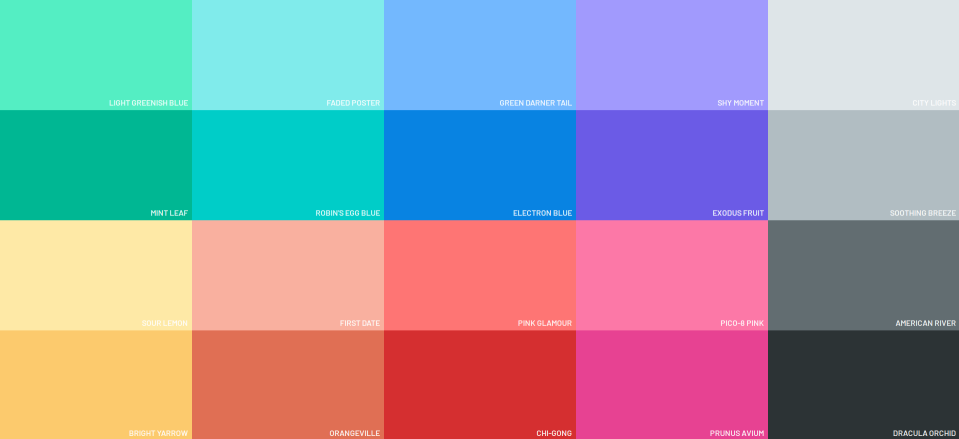 LIGHT GREENISH BLUE
FADED POSTER
GREEN DARNER TAIL
SHY MOMENT
CITY LIGHTS
MINT LEAF
ROBIN'S EGG BLUE
ELECTRON BLUE
EXODUS FRUIT
SOOTHING BREEZE
SOUR LEMON
FIRST DATE
PINK GLAMOUR
PICO-8 PINK
AMERICAN RIVER
BRIGHT YARROW
ORANGEVILLE
CHI-GONG
PRUNUS AVIUM
DRACULA ORCHID